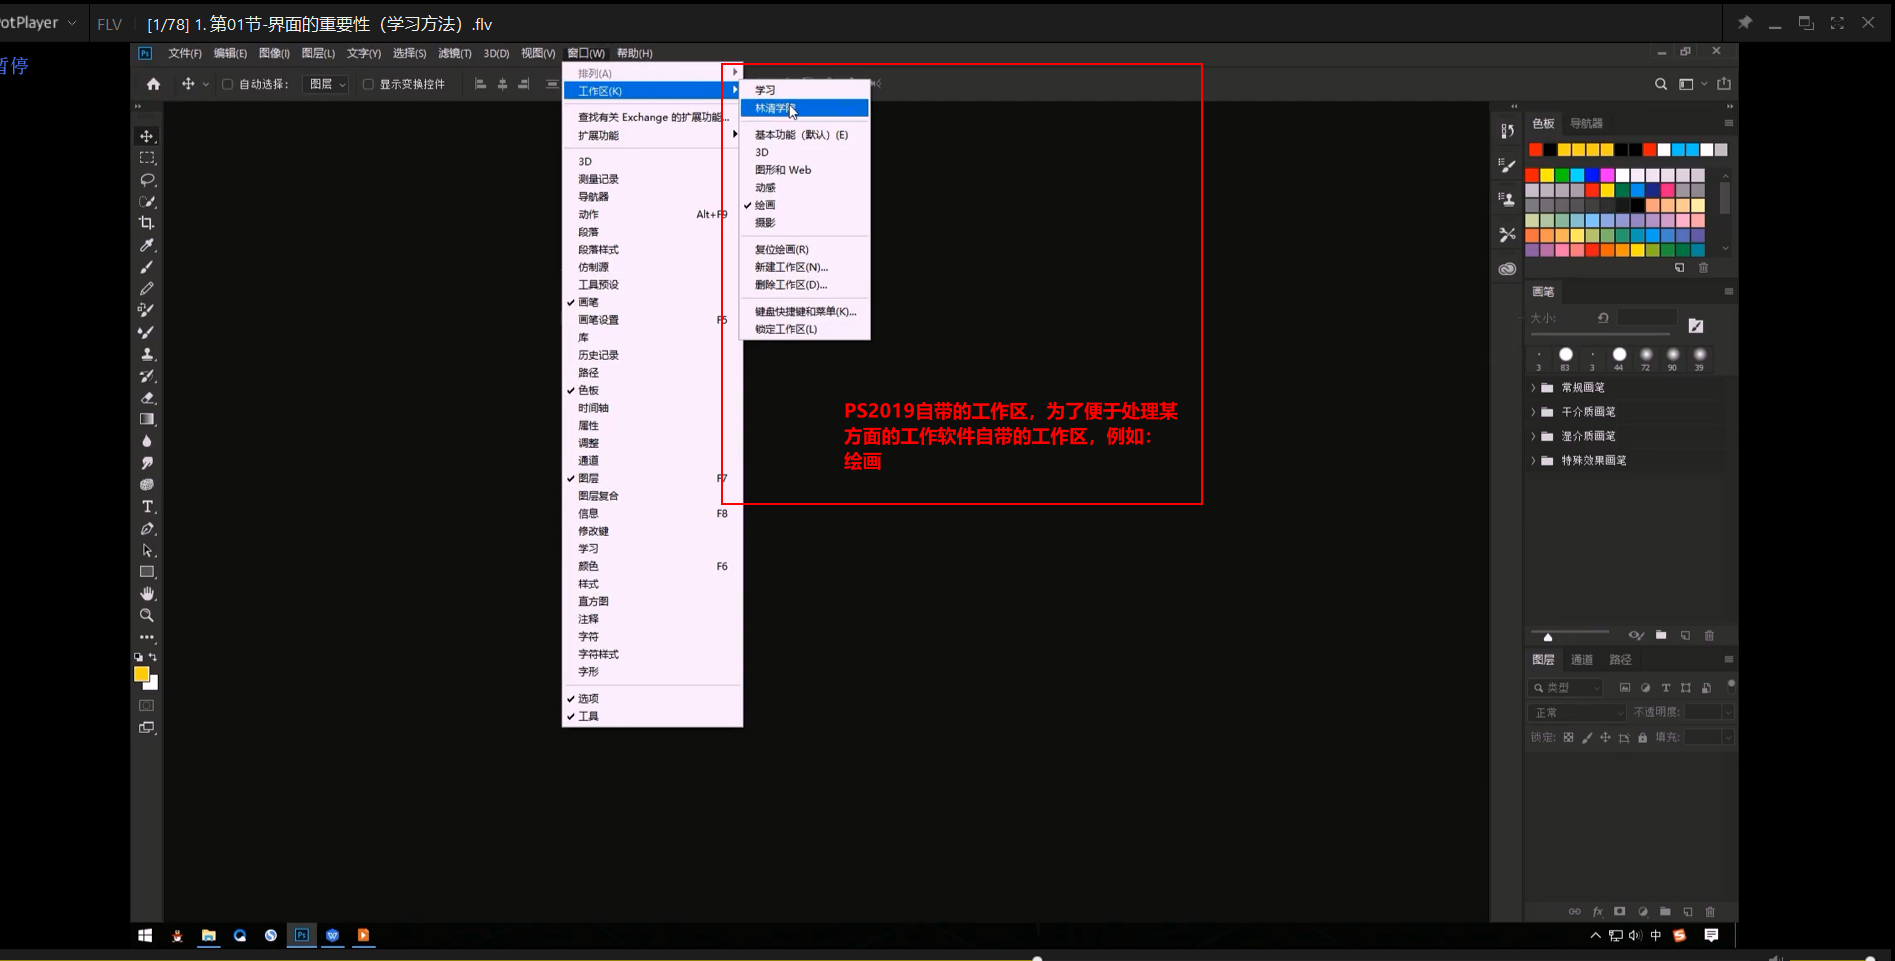 otPlayer
FLV
[1/78] 1. 第01节-界面的重要性（学习方法）.flv
暂停
Ps
文件(F) 编辑(E) 图像(I) 图层(L) 文字(Y) 选择(S) 滤镜(T) 3D(D) 视图(V) 窗口(W) 帮助(H)
自动选择： 图层 显示变换控件
排列(A)
工作区(K)
查找有关 Exchange 的扩展功能...
扩展功能
3D
测量记录
导航器
动作 Alt+F9
段落
段落样式
仿制源
工具预设
画笔
画笔设置 F5
库
历史记录
路径
色板
时间轴
属性
调整
通道
图层 F7
图层复合
信息 F8
修改键
学习
颜色 F6
样式
直方图
注释
字符
字符样式
字形
选项
工具
学习
林清学院
基本功能（默认）(E)
3D
图形和 Web
动感
绘画
摄影
复位绘画(R)
新建工作区(N)...
删除工作区(D)...
键盘快捷键和菜单(K)...
锁定工作区(L)
PS2019自带的工作区，为了便于处理某
方面的工作软件自带的工作区，例如：
绘画
色板 导航器
画笔
大小:
3 83 3 44 72 90 39
常规画笔
干介质画笔
湿介质画笔
特殊效果画笔
图层 通道 路径
类型
正常 不透明度:
锁定: 填充:
fx
Ps
中